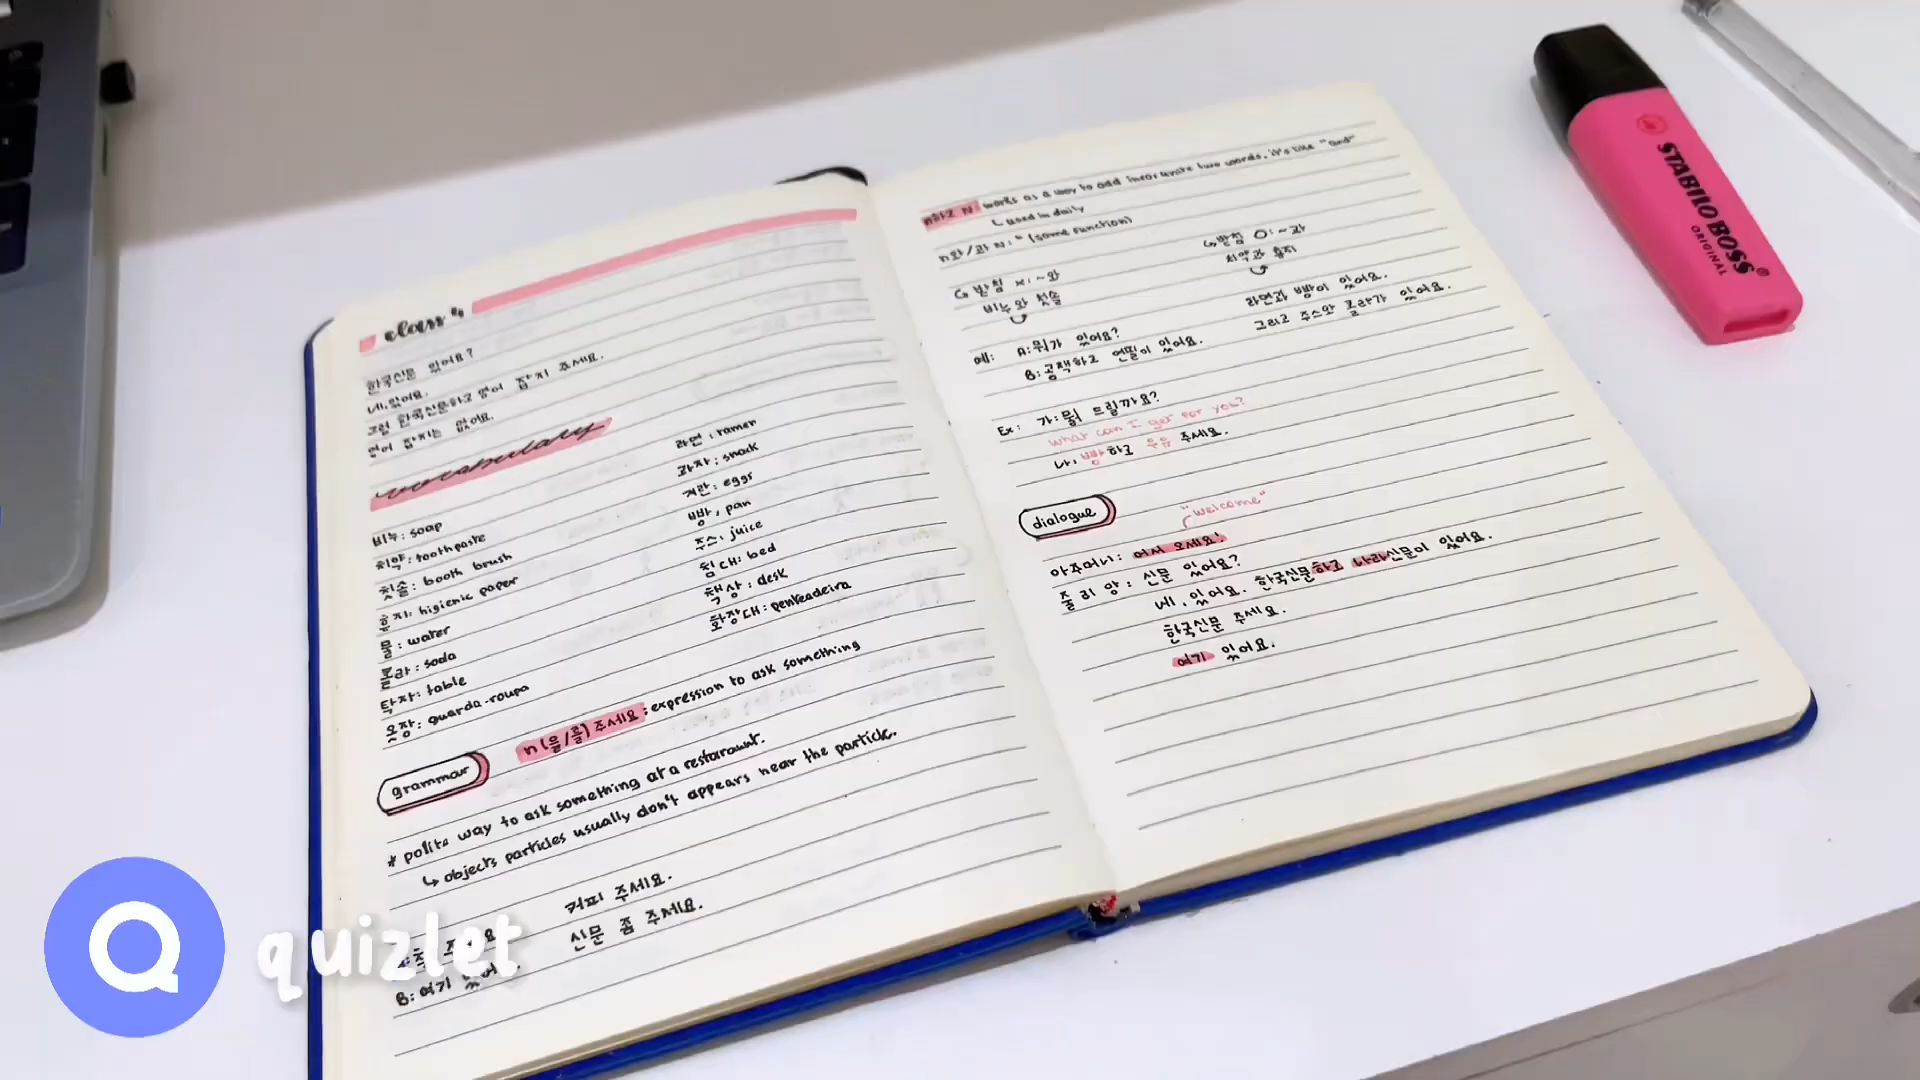 class 4
한국신문 있어요?
네, 있어요.
그럼 한국신문하고 영어 잡지 주세요.
영어 잡지는 없어요.
vocabulary
비누: soap
치약: toothpaste
칫솔: booth brush
휴지: higienic paper
물: water
콜라: soda
탁자: table
옷장: guarda-roupa
라면: ramen
과자: snack
계란: eggs
빵, pan
주스: juice
침대: bed
책상: desk
화장대: penteadeira
grammar
n(을/를) 주세요: expression to ask something
* polite way to ask something at a restaraunt.
↳ objects particles usually don't appears near the particle.
커피 주세요.
신문 좀 주세요.
B: 여기 있어
n하고 N works as a way to add info/unite two words. it's like "and"
↳ used in daily
n와/과 N: " (some function)
↳ 받침 x: ~와
비누와 칫솔
↳ 받침 O: ~과
치약과 휴지
예: A: 뭐가 있어요?
B: 공책하고 연필이 있어요.
라면과 빵이 있어요.
그리고 주스와 콜라가 있어요.
Ex: 가: 뭘 드릴까요?
what can I get for you?
나: 빵하고 우유 주세요.
dialogue
"welcome"
아주머니: 어서 오세요!
줄리앙: 신문 있어요?
네, 있어요. 한국신문하고 나라신문이 있어요.
한국신문 주세요.
여기 있어요.
STABILO BOSS
ORIGINAL
Q quizlet